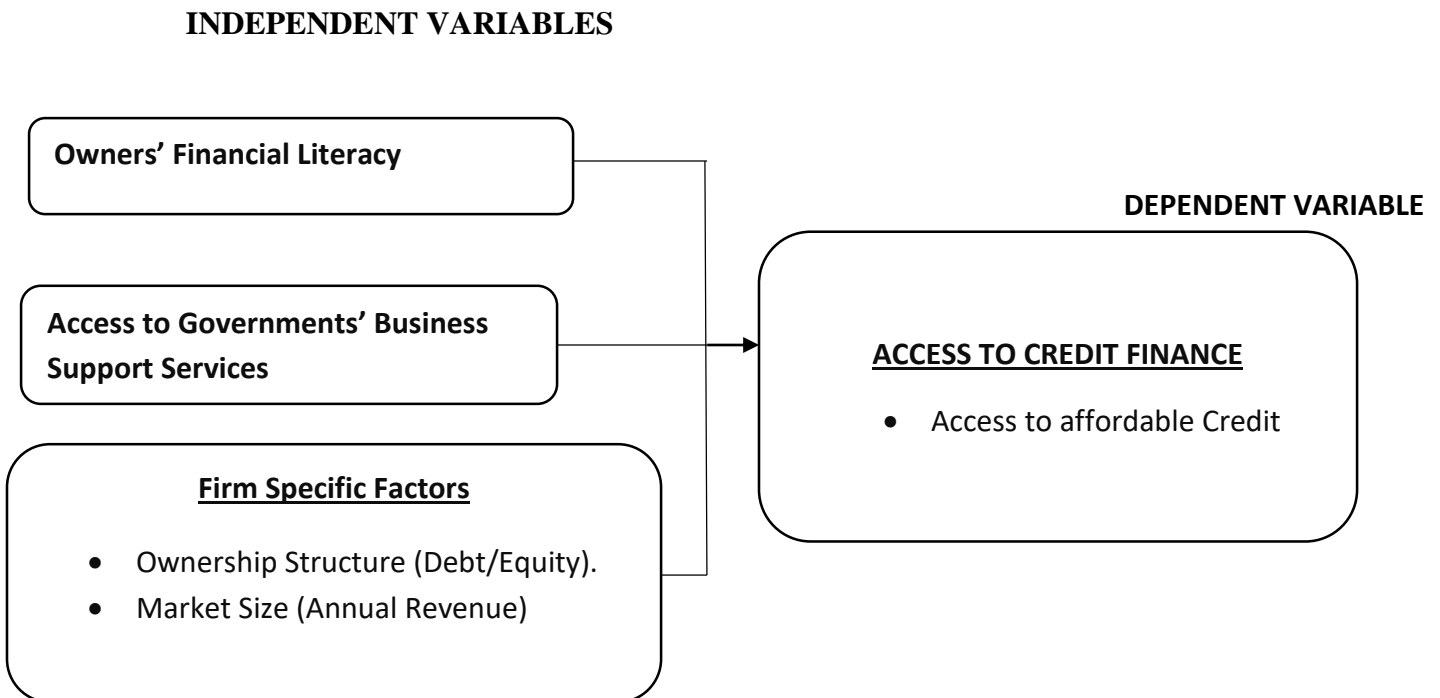 INDEPENDENT VARIABLES
Owners’ Financial Literacy
DEPENDENT VARIABLE
Access to Governments’ Business
Support Services
ACCESS TO CREDIT FINANCE
• Access to affordable Credit
Firm Specific Factors
• Ownership Structure (Debt/Equity).
• Market Size (Annual Revenue)